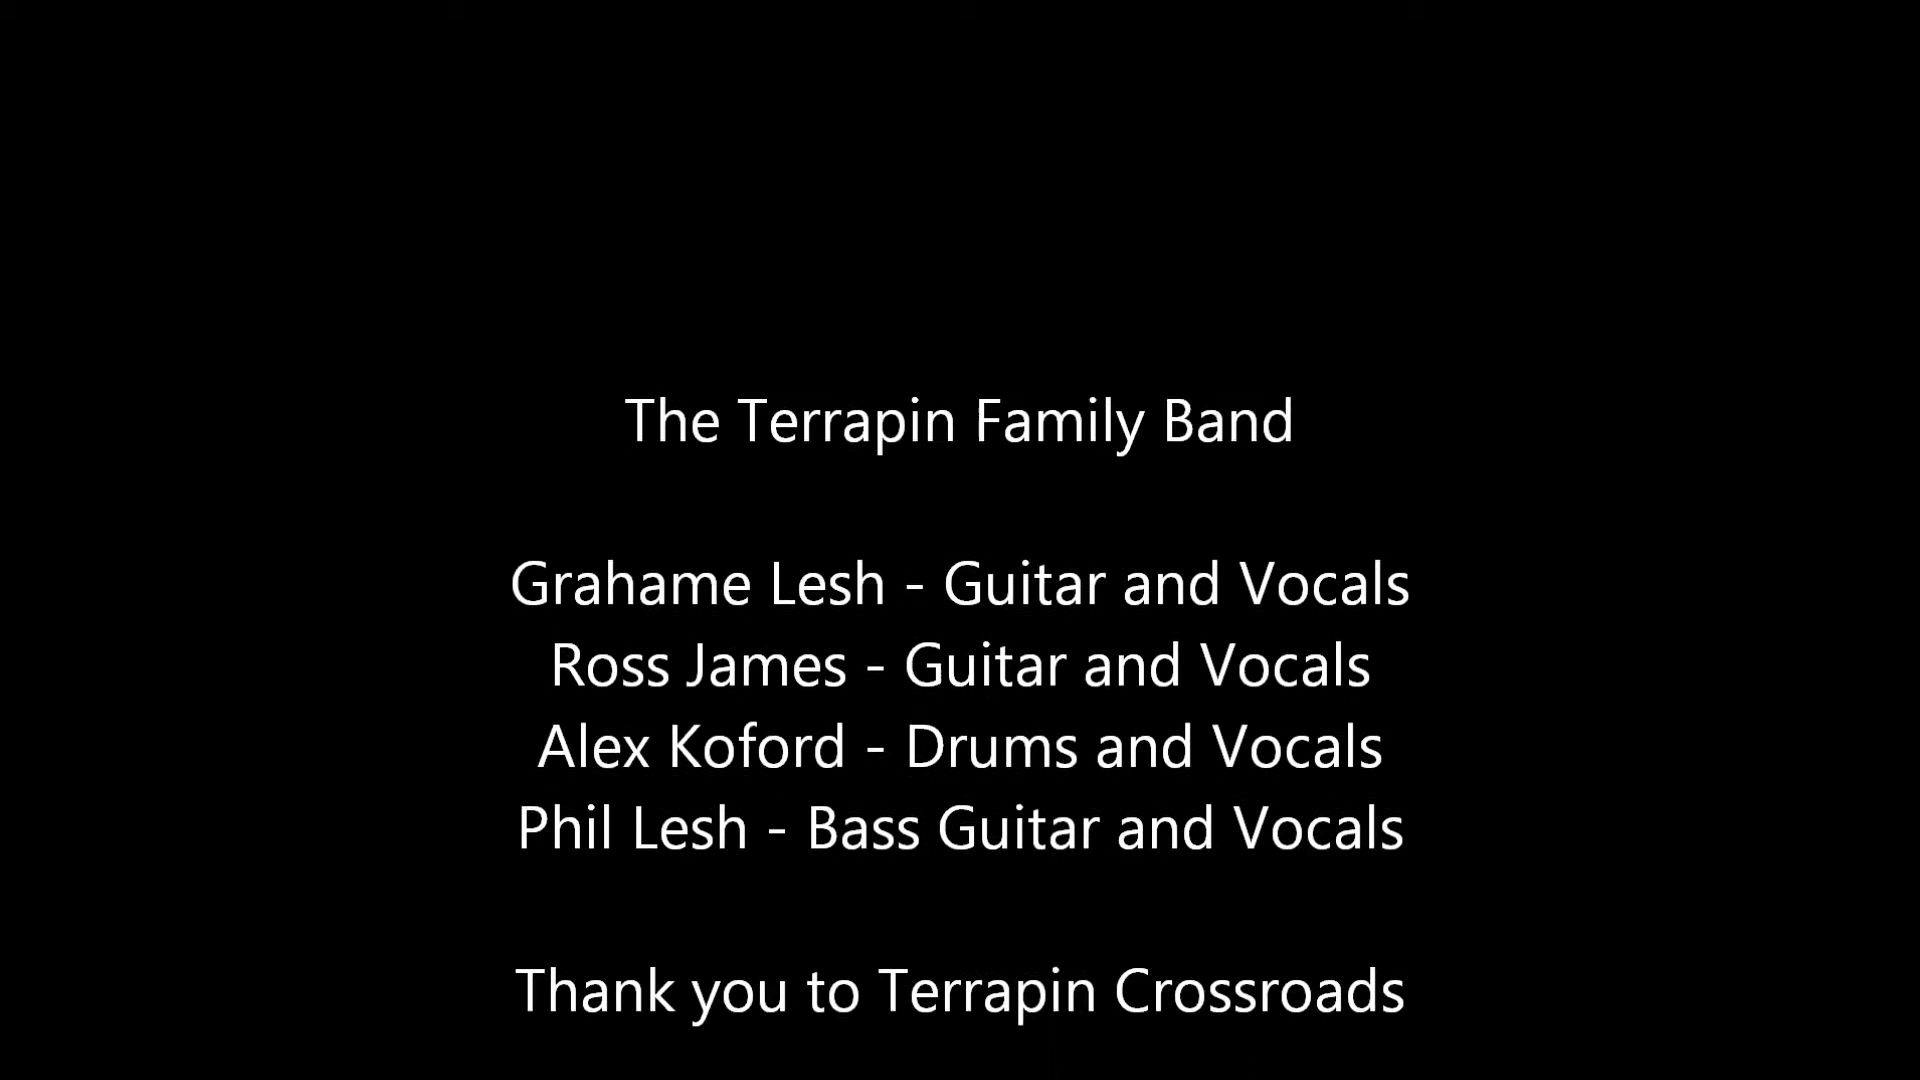 The Terrapin Family Band
Grahame Lesh - Guitar and Vocals
Ross James - Guitar and Vocals
Alex Koford - Drums and Vocals
Phil Lesh - Bass Guitar and Vocals
Thank you to Terrapin Crossroads